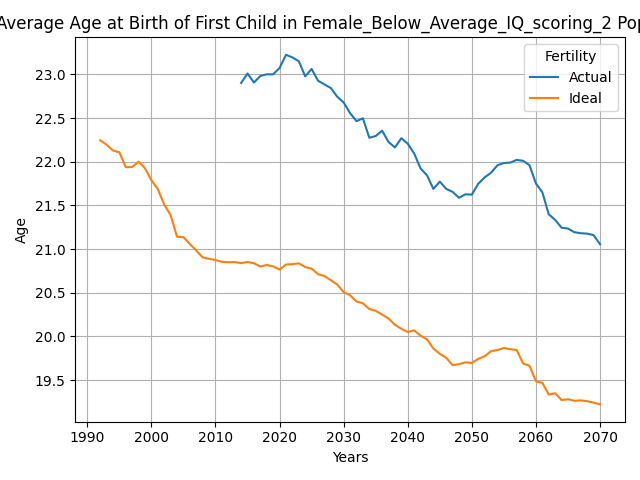 Average Age at Birth of First Child in Female_Below_Average_IQ_scoring_2 Pop
Fertility
Actual
Ideal
23.0
22.5
22.0
21.5
21.0
20.5
20.0
19.5
Age
1990 2000 2010 2020 2030 2040 2050 2060 2070
Years